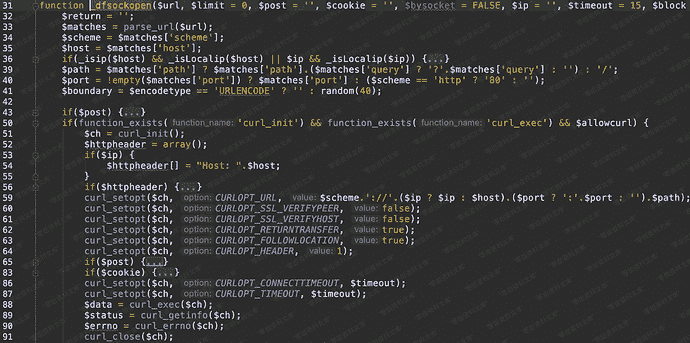 31 function _dfsockopen($url, $limit = 0, $post = '', $cookie = '', $bysocket = FALSE, $ip = '', $timeout = 15, $block
32 $return = '';
33 $matches = parse_url($url);
34 $scheme = $matches['scheme'];
35 $host = $matches['host'];
36 if(_isip($host) && _isLocalip($host) || $ip && _isLocalip($ip)) {...}
39 $path = $matches['path'] ? $matches['path'].($matches['query'] ? '?'.$matches['query'] : '') : '/';
40 $port = !empty($matches['port']) ? $matches['port'] : ($scheme == 'http' ? '80' : '');
41 $boundary = $encodetype == 'URLENCODE' ? '' : random(40);
42
43 if($post) {...}
50 if(function_exists( function_name: 'curl_init') && function_exists( function_name: 'curl_exec') && $allowcurl) {
51 $ch = curl_init();
52 $httpheader = array();
53 if($ip) {
54 $httpheader[] = "Host: ".$host;
55 }
56 if($httpheader) {...}
59 curl_setopt($ch, option: CURLOPT_URL, value: $scheme.'://'.($ip ? $ip : $host).($port ? ':'.$port : '').$path);
60 curl_setopt($ch, option: CURLOPT_SSL_VERIFYPEER, value: false);
61 curl_setopt($ch, option: CURLOPT_SSL_VERIFYHOST, value: false);
62 curl_setopt($ch, option: CURLOPT_RETURNTRANSFER, value: true);
63 curl_setopt($ch, option: CURLOPT_FOLLOWLOCATION, value: true);
64 curl_setopt($ch, option: CURLOPT_HEADER, value: 1);
65 if($post) {...}
83 if($cookie) {...}
86 curl_setopt($ch, option: CURLOPT_CONNECTTIMEOUT, $timeout);
87 curl_setopt($ch, option: CURLOPT_TIMEOUT, $timeout);
88 $data = curl_exec($ch);
89 $status = curl_getinfo($ch);
90 $errno = curl_errno($ch);
91 curl_close($ch);